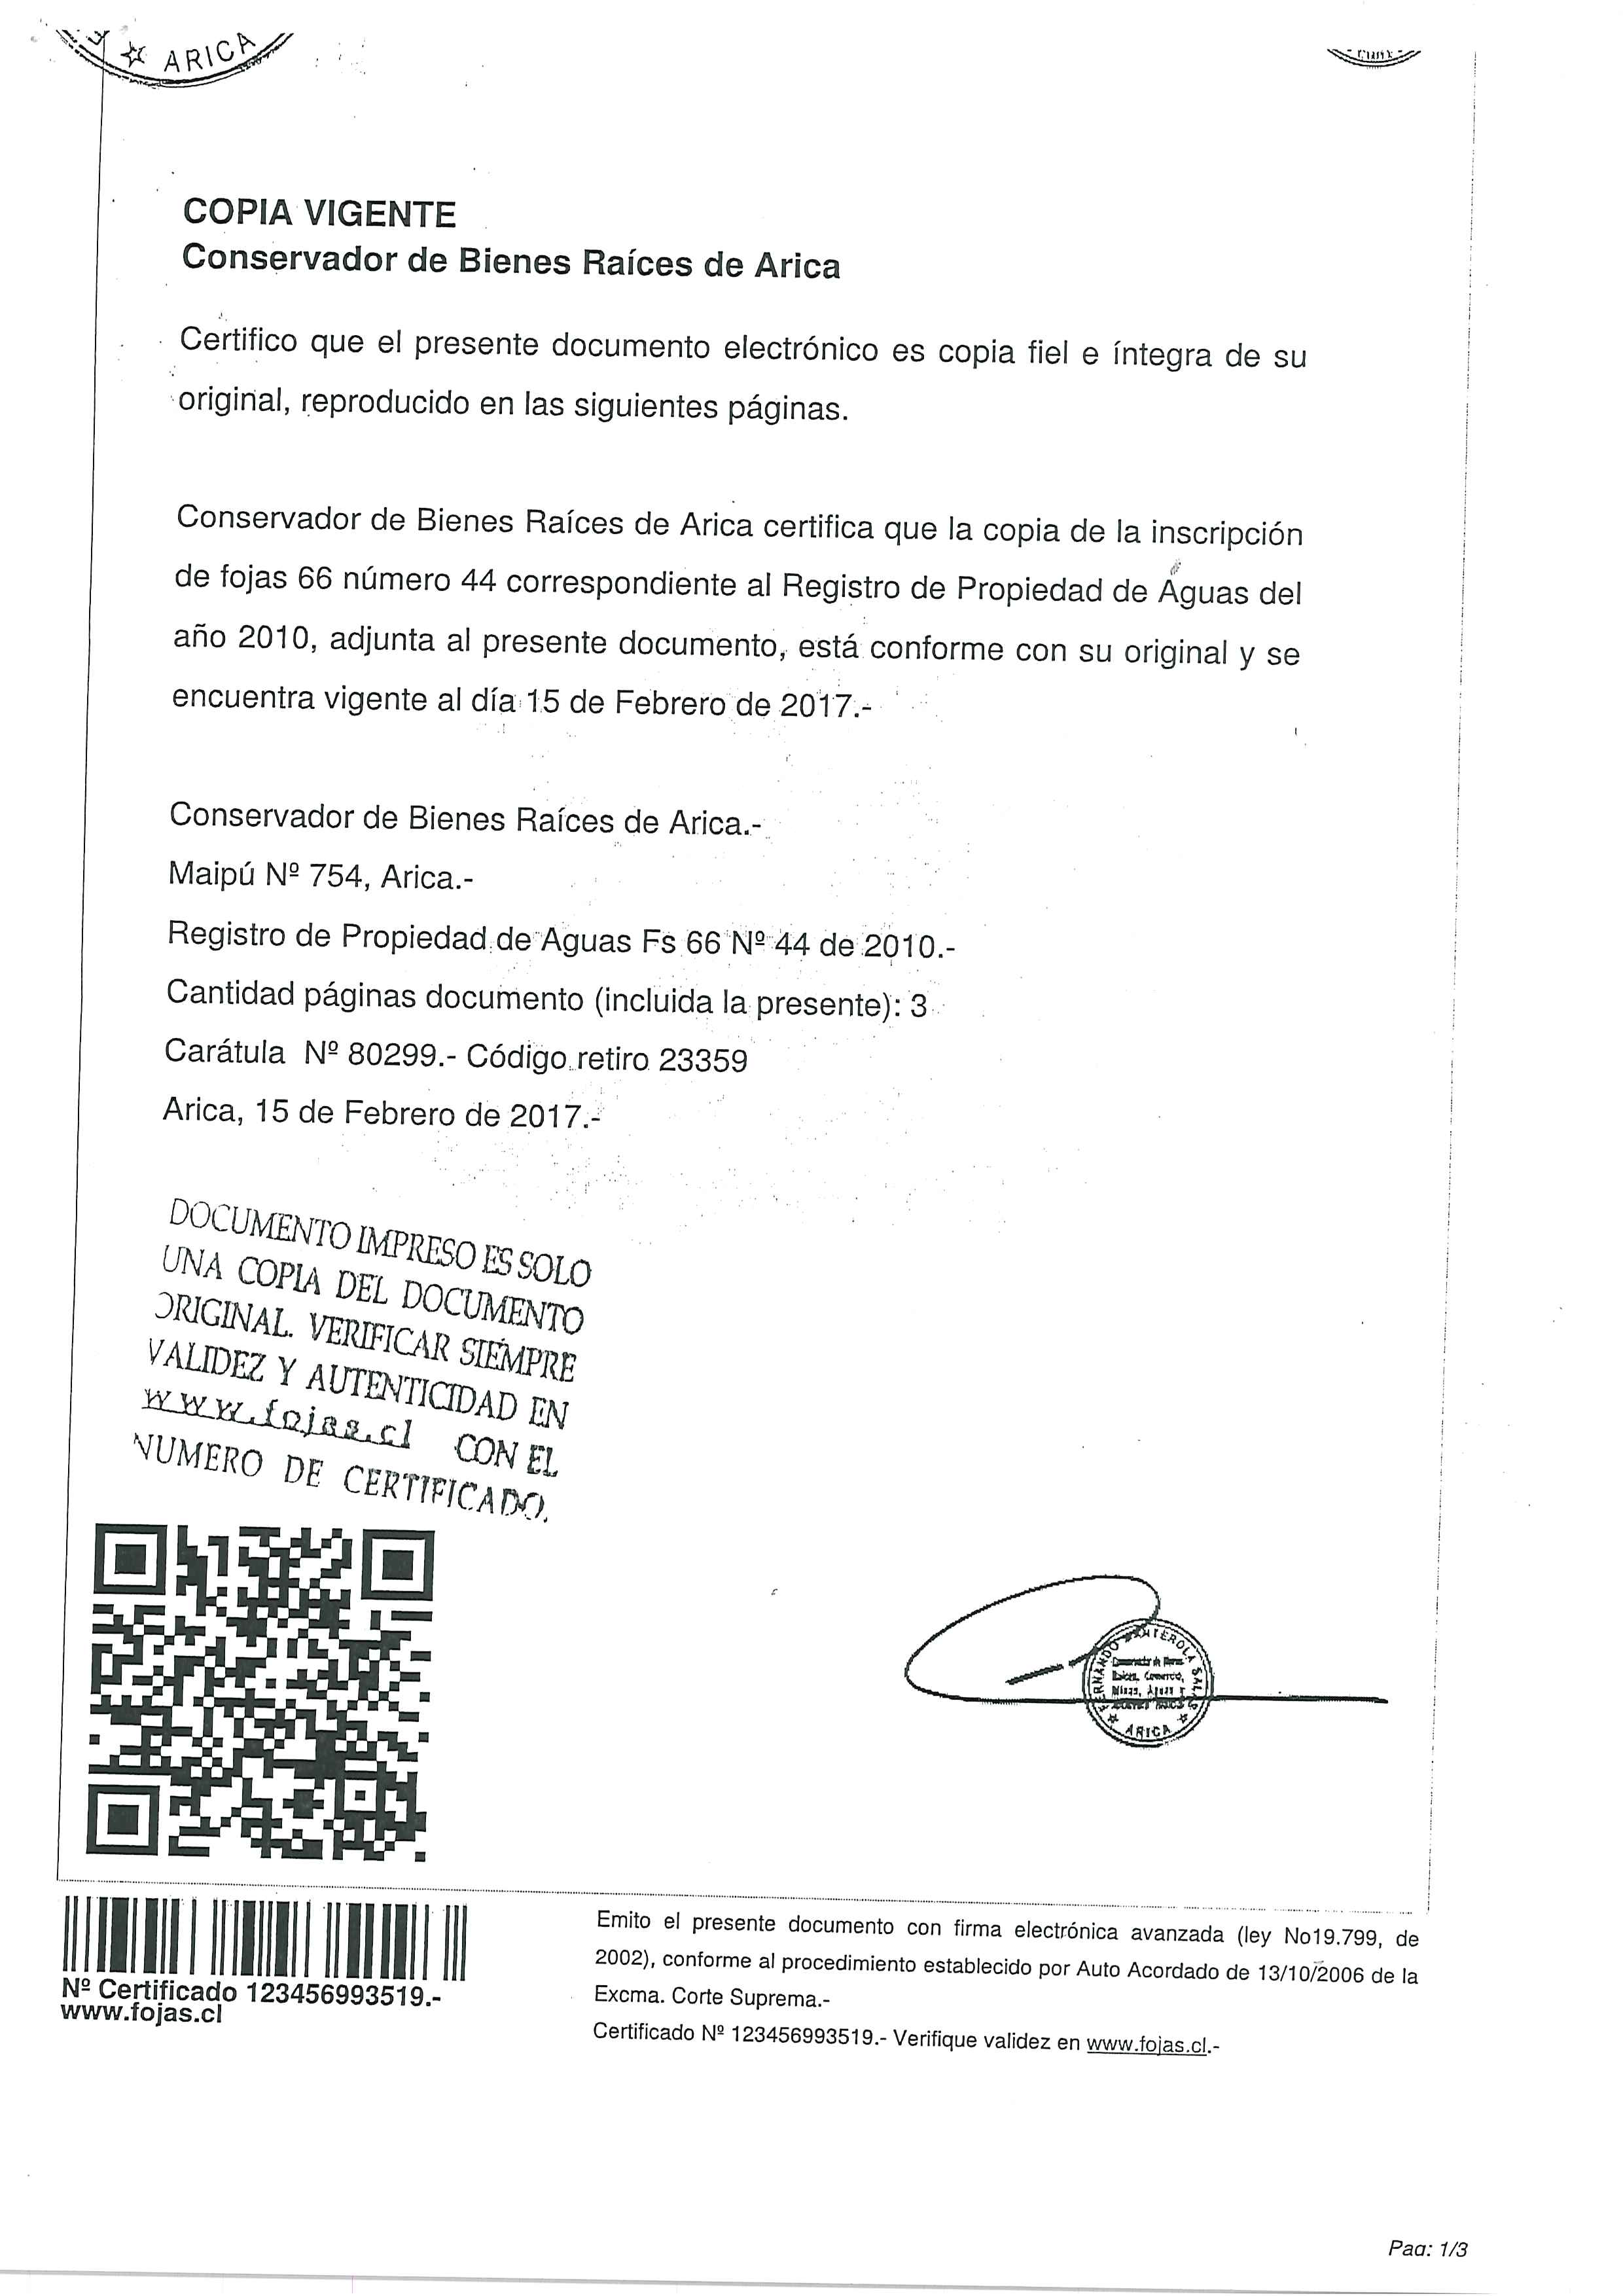 ☆ ARICA
COPIA VIGENTE
Conservador de Bienes Raíces de Arica
Certifico que el presente documento electrónico es copia fiel e íntegra de su
original, reproducido en las siguientes páginas.
Conservador de Bienes Raíces de Arica certifica que la copia de la inscripción
de fojas 66 número 44 correspondiente al Registro de Propiedad de Aguas del
año 2010, adjunta al presente documento, está conforme con su original y se
encuentra vigente al día 15 de Febrero de 2017.-
Conservador de Bienes Raíces de Arica.-
Maipú Nº 754, Arica.-
Registro de Propiedad de Aguas Fs 66 Nº 44 de 2010.-
Cantidad páginas documento (incluida la presente): 3
Carátula Nº 80299.- Código retiro 23359
Arica, 15 de Febrero de 2017.-
DOCUMENTO IMPRESO ES SOLO
UNA COPIA DEL DOCUMENTO
ORIGINAL. VERIFICAR SIEMPRE
VALIDEZ Y AUTENTICIDAD EN
www.fojas.cl CON EL
NUMERO DE CERTIFICADO.
Conservador de Bienes
Raíces, Comercio,
Minas, Aguas y
☆ ARICA ☆
Nº Certificado 123456993519.-
www.fojas.cl
Emito el presente documento con firma electrónica avanzada (ley No19.799, de
2002), conforme al procedimiento establecido por Auto Acordado de 13/10/2006 de la
Excma. Corte Suprema.-
Certificado Nº 123456993519.- Verifique validez en www.fojas.cl.-
Pag: 1/3